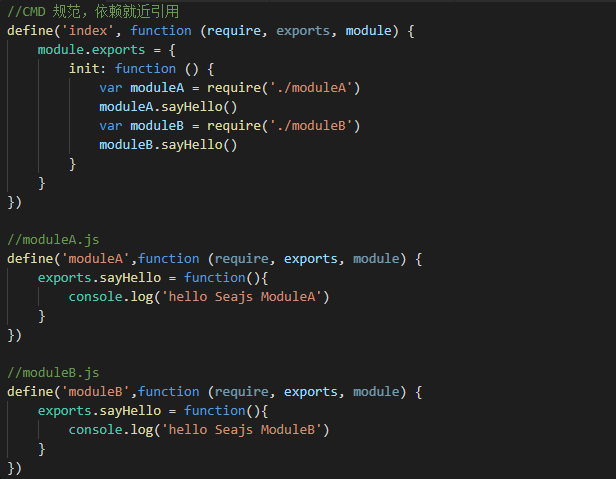 //CMD 规范，依赖就近引用
define('index', function (require, exports, module) {
    module.exports = {
        init: function () {
            var moduleA = require('./moduleA')
            moduleA.sayHello()
            var moduleB = require('./moduleB')
            moduleB.sayHello()
        }
    }
})

//moduleA.js
define('moduleA',function (require, exports, module) {
    exports.sayHello = function(){
        console.log('hello Seajs ModuleA')
    }
})

//moduleB.js
define('moduleB',function (require, exports, module) {
    exports.sayHello = function(){
        console.log('hello Seajs ModuleB')
    }
})